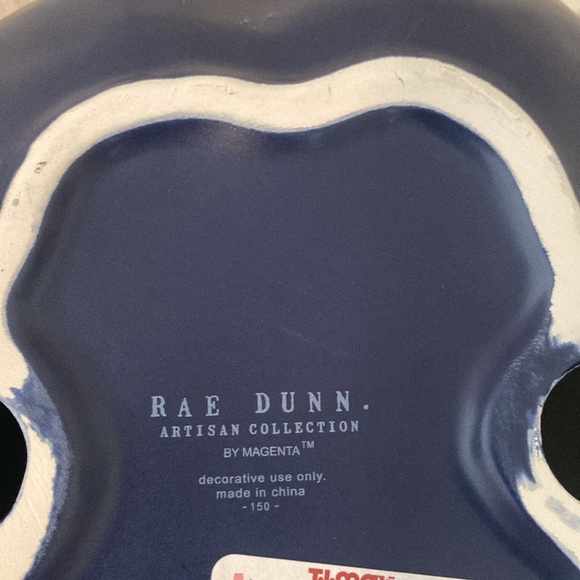 RAE DUNN.
ARTISAN COLLECTION
BY MAGENTA™
decorative use only.
made in china
- 150 -